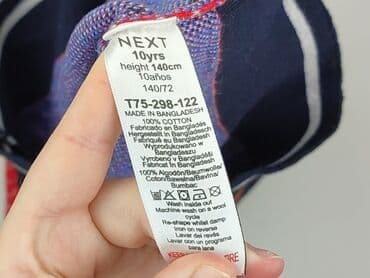 NEXT
10yrs
height 140cm
10años
140/72
T75-298-122
MADE IN BANGLADESH
100% COTTON
Fabricado en Bangladés
Hergestellt in Bangladesch
Fabriqué au Bangladesh
Wyprodukowano w
Bangladeszu
Vyrobeno v Bangladéši
Fabricat în Bangladesh
100% Algodón/Baumwolle/
Coton/Bawełna/Bavlna/
Bumbac
Wash inside out
Machine wash on a wool
cycle
Re-shape whilst damp
Iron on reverse
Lavar del revés
Lavar con un programa
para lana
KEEP
FIRE